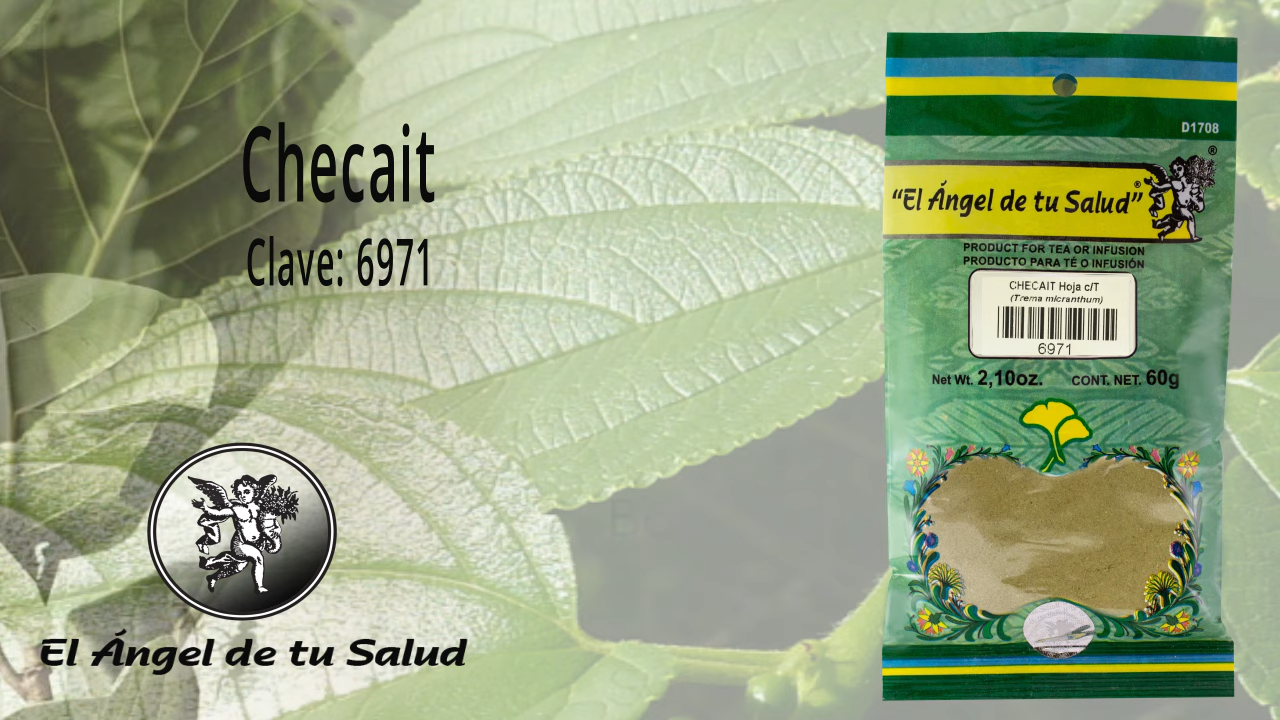 Checait
Clave: 6971
El Ángel de tu Salud
D1708
"El Ángel de tu Salud"®
®
PRODUCT FOR TEA OR INFUSION
PRODUCTO PARA TÉ O INFUSIÓN
CHECAIT Hoja c/T
(Trema micranthum)
6971
Net Wt. 2,10oz. CONT. NET. 60g